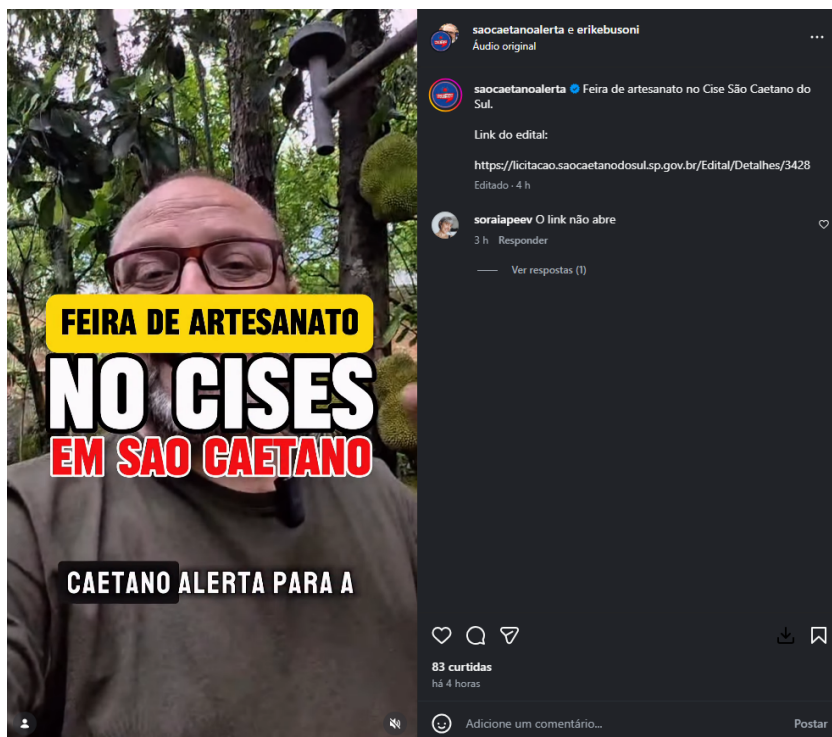 FEIRA DE ARTESANATO
NO CISES
EM SAO CAETANO
CAETANO ALERTA PARA A
saocaetanoalerta e erikebusoni
Áudio original
saocaetanoalerta Feira de artesanato no Cise São Caetano do
Sul.
Link do edital:
https://licitacao.saocaetanodosul.sp.gov.br/Edital/Detalhes/3428
Editado · 4 h
soraiapeev O link não abre
3 h Responder
Ver respostas (1)
83 curtidas
há 4 horas
Adicione um comentário...
Postar